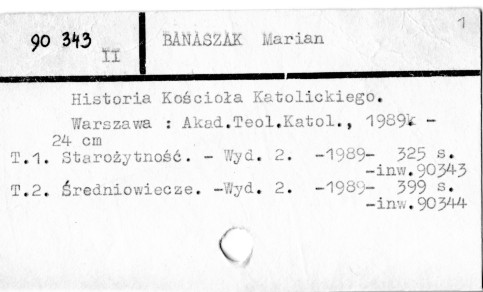 1
90 343
II
BANASZAK Marian
Historia Kościoła Katolickiego.
Warszawa : Akad.Teol.Katol., 1989 -
24 cm
T.1. Starożytność. - Wyd. 2. -1989- 325 s.
-inw.90343
T.2. Średniowiecze. -Wyd. 2. -1989- 399 s.
-inw.90344